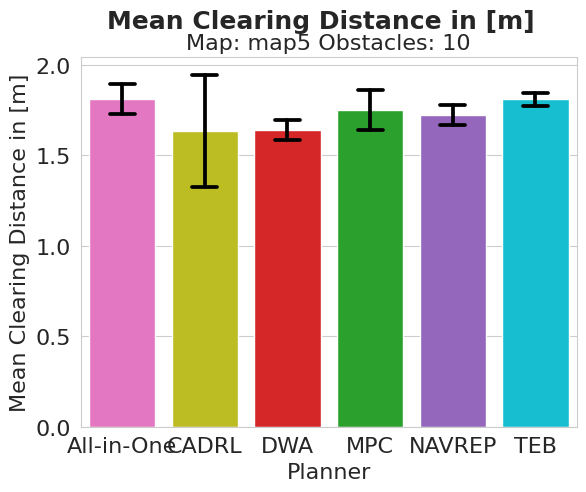 Mean Clearing Distance in [m]
Map: map5 Obstacles: 10
Mean Clearing Distance in [m]
2.0
1.5
1.0
0.5
0.0
All-in-One CADRL DWA MPC NAVREP TEB
Planner